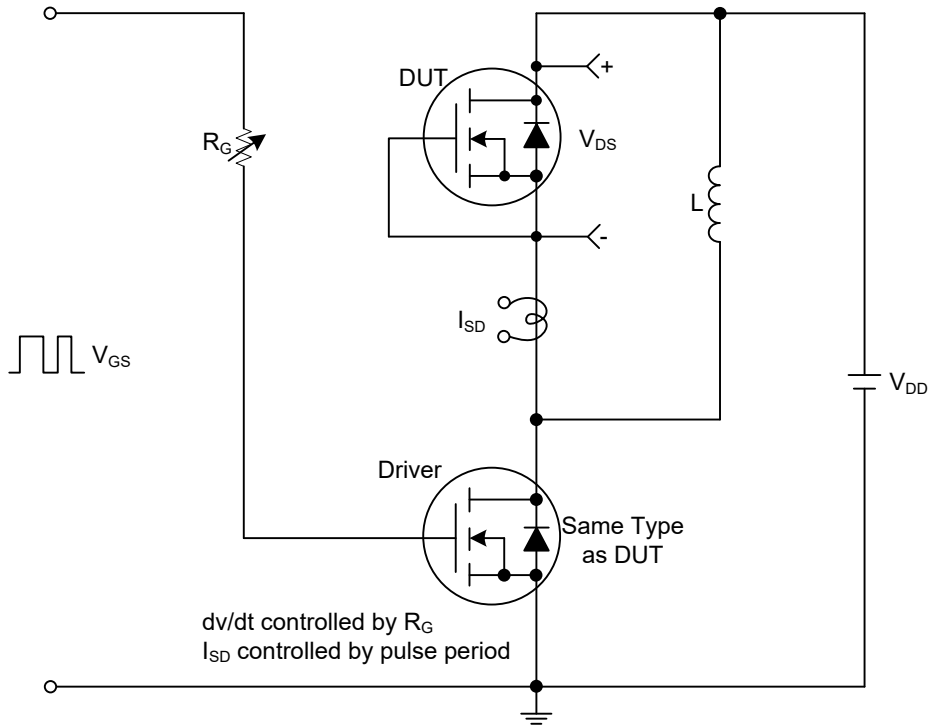 DUT
+
R_G
V_DS
L
-
I_SD
V_GS
V_DD
Driver
Same Type
as DUT
dv/dt controlled by R_G
I_SD controlled by pulse period